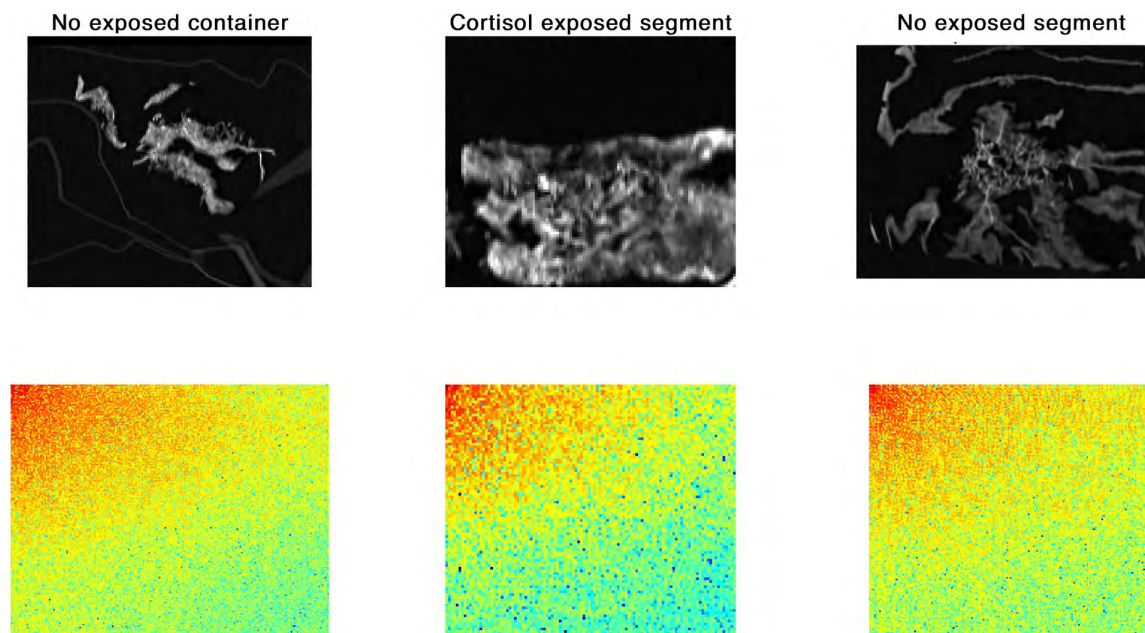 No exposed container
Cortisol exposed segment
No exposed segment